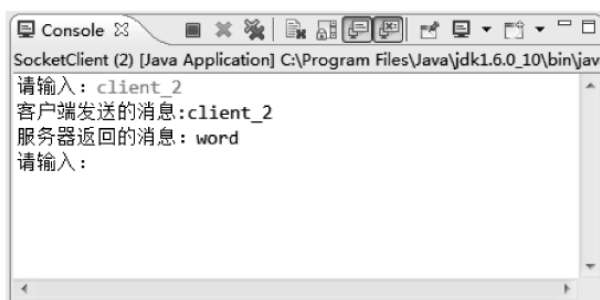 Console
SocketClient (2) [Java Application] C:\Program Files\Java\jdk1.6.0_10\bin\jav
请输入：client_2
客户端发送的消息:client_2
服务器返回的消息：word
请输入：